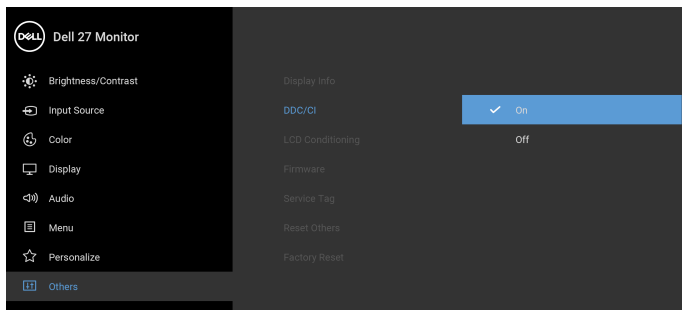 DELL Dell 27 Monitor
Brightness/Contrast
Input Source
Color
Display
Audio
Menu
Personalize
Others
Display Info
DDC/CI
LCD Conditioning
Firmware
Service Tag
Reset Others
Factory Reset
On
Off